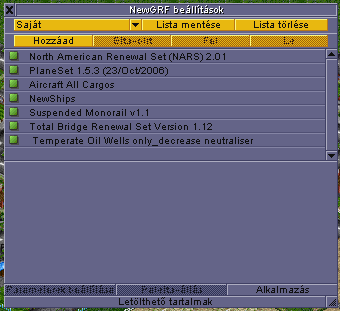 NewGRF beállítások
Saját
Lista mentése
Lista törlése
Hozzáad
Fel
Le
North American Renewal Set (NARS) 2.01
PlaneSet 1.5.3 (23/Oct/2006)
Aircraft All Cargos
NewShips
Suspended Monorail v1.1
Total Bridge Renewal Set Version 1.12
Temperate Oil Wells only_decrease neutraliser
Paraméterek beállítása
Paletta-állás
Alkalmazás
Letölthető tartalmak